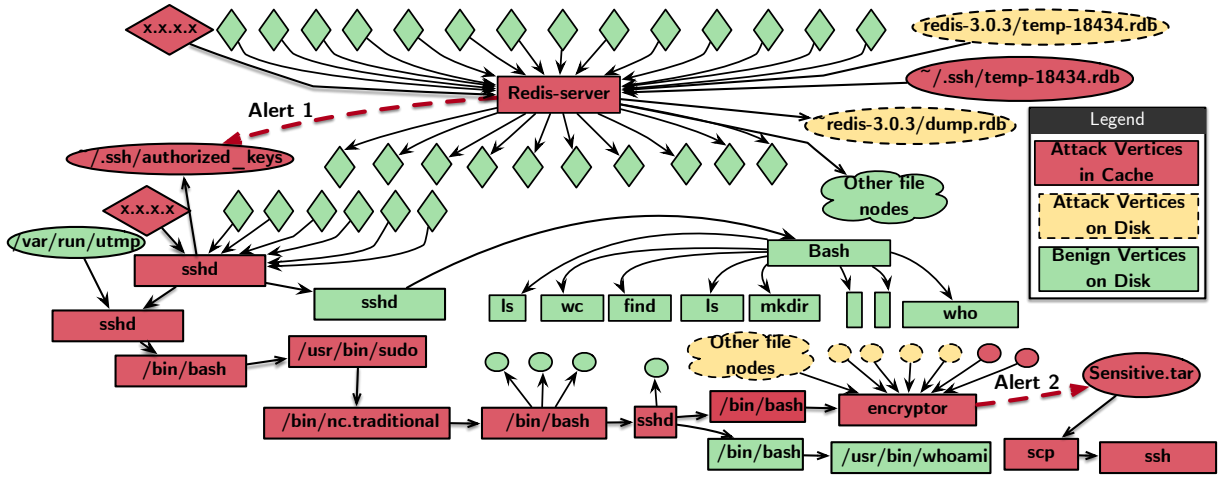 x.x.x.x
redis-3.0.3/temp-18434.rdb
~/.ssh/temp-18434.rdb
Redis-server
Alert 1
redis-3.0.3/dump.rdb
Legend
Attack Vertices
in Cache
Attack Vertices
on Disk
Benign Vertices
on Disk
~/.ssh/authorized_keys
Other file
nodes
x.x.x.x
/var/run/utmp
sshd
Bash
sshd
ls
wc
find
ls
mkdir
who
sshd
/bin/bash
/usr/bin/sudo
Other file
nodes
Alert 2
Sensitive.tar
/bin/nc.traditional
/bin/bash
sshd
/bin/bash
encryptor
/bin/bash
/usr/bin/whoami
scp
ssh